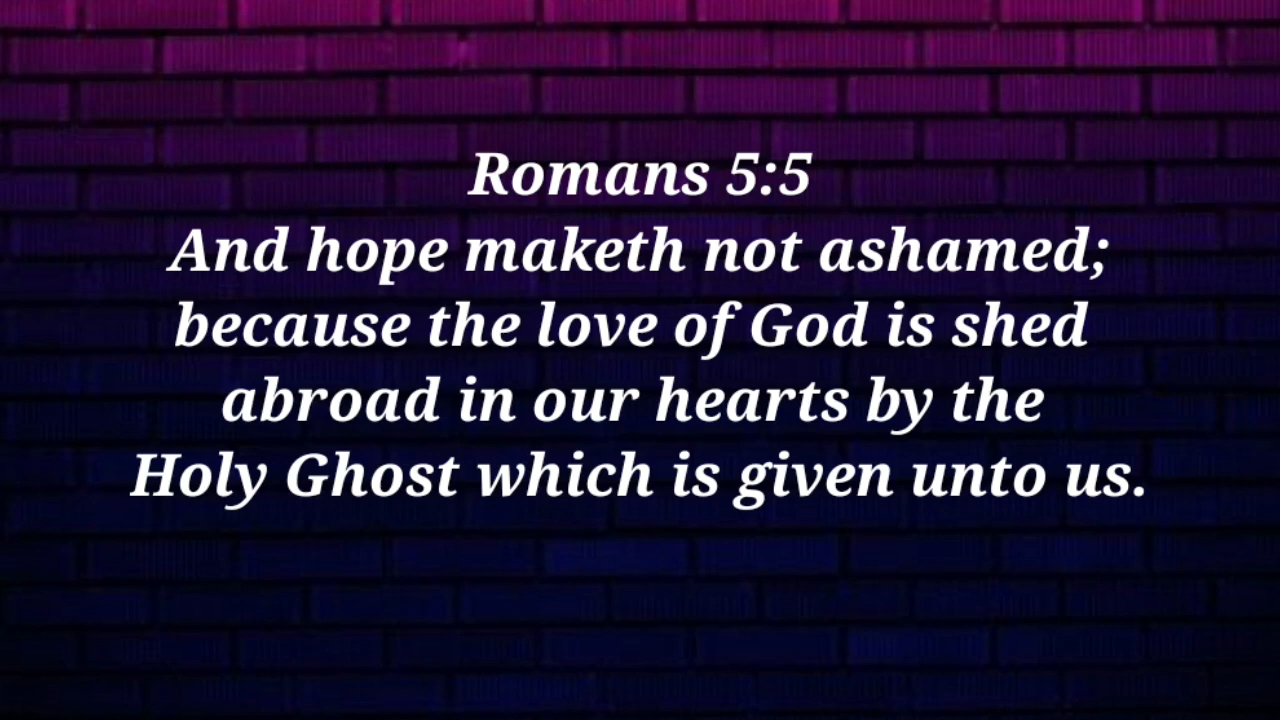 Romans 5:5
And hope maketh not ashamed;
because the love of God is shed
abroad in our hearts by the
Holy Ghost which is given unto us.